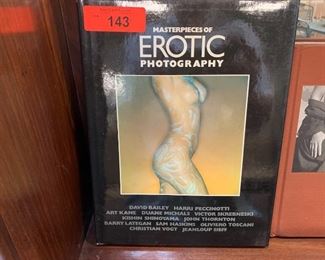 143
MASTERPIECES OF
EROTIC
PHOTOGRAPHY
DAVID BAILEY HARRI PECCINOTTI
ART KANE DUANE MICHALS VICTOR SKREBNESKI
KISHIN SHINOYAMA JOHN THORNTON
BARRY LATEGAN SAM HASKINS OLIVIERO TOSCANI
CHRISTIAN VOGT JEANLOUP SIEFF